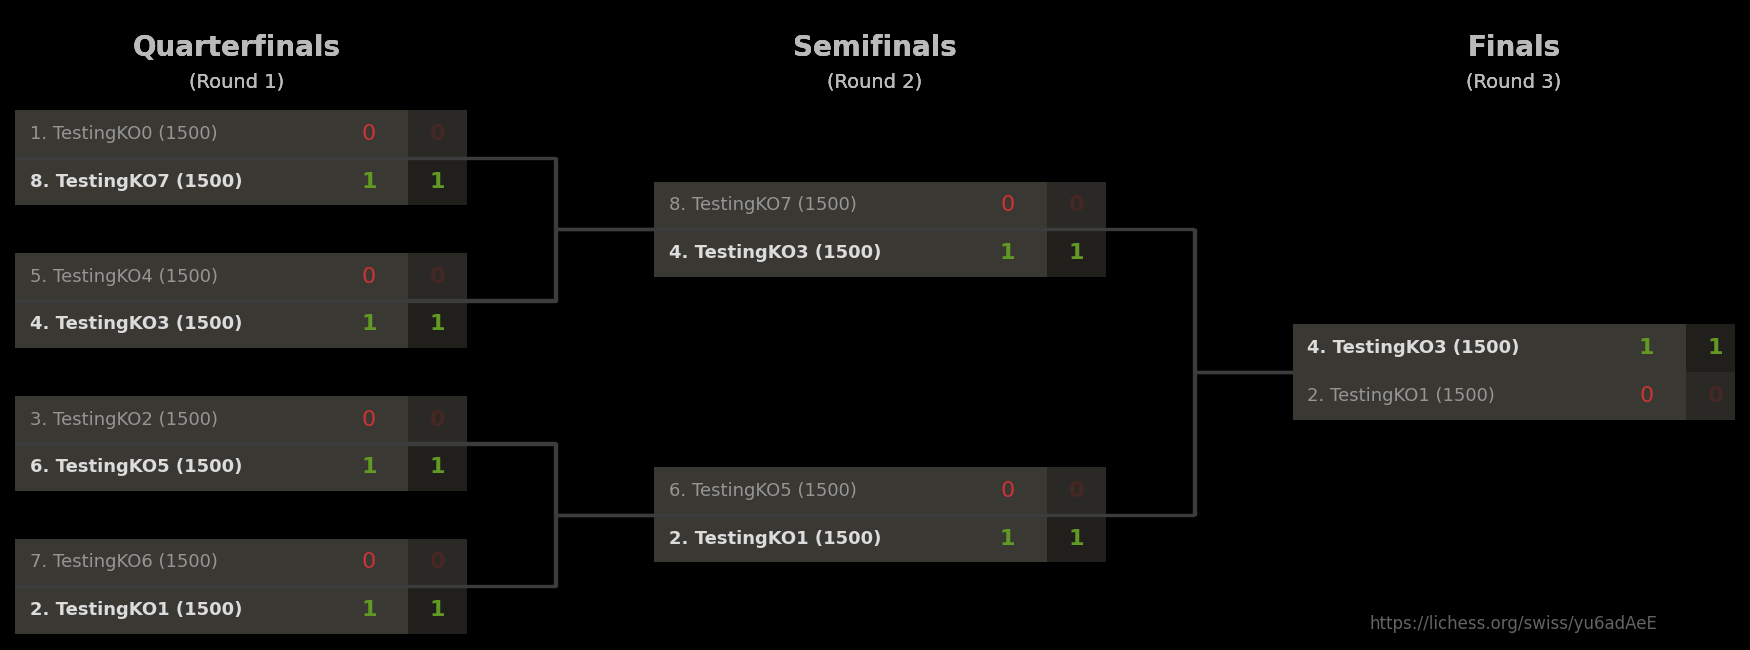 Quarterfinals
(Round 1)
1. TestingKO0 (1500) 0 0
8. TestingKO7 (1500) 1 1
5. TestingKO4 (1500) 0 0
4. TestingKO3 (1500) 1 1
3. TestingKO2 (1500) 0 0
6. TestingKO5 (1500) 1 1
7. TestingKO6 (1500) 0 0
2. TestingKO1 (1500) 1 1
Semifinals
(Round 2)
8. TestingKO7 (1500) 0 0
4. TestingKO3 (1500) 1 1
6. TestingKO5 (1500) 0 0
2. TestingKO1 (1500) 1 1
Finals
(Round 3)
4. TestingKO3 (1500) 1 1
2. TestingKO1 (1500) 0 0
https://lichess.org/swiss/yu6adAeE